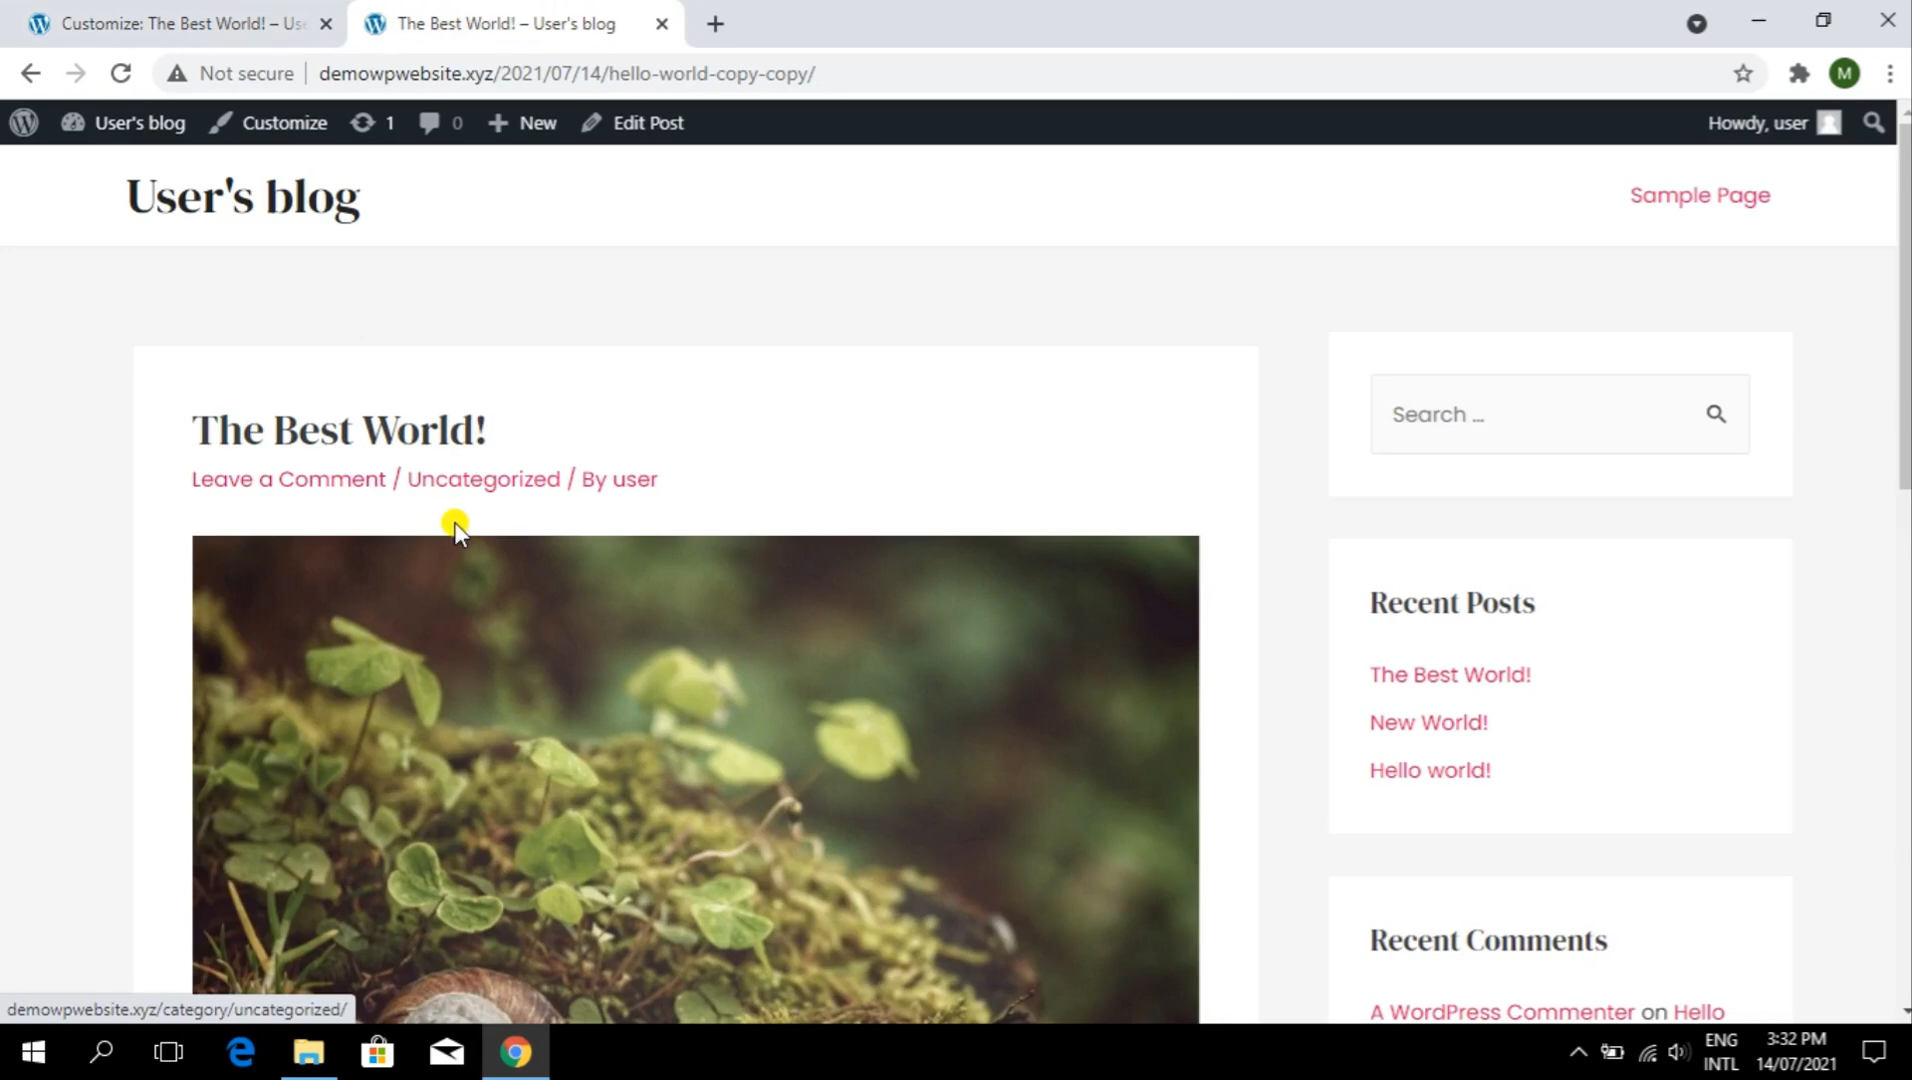 Customize: The Best World! – Use
The Best World! – User's blog
Not secure
demowpwebsite.xyz/2021/07/14/hello-world-copy-copy/
M
User's blog
Customize
1
0
New
Edit Post
Howdy, user
User's blog
Sample Page
The Best World!
Leave a Comment / Uncategorized / By user
Search ...
Recent Posts
The Best World!
New World!
Hello world!
Recent Comments
A WordPress Commenter on Hello
demowpwebsite.xyz/category/uncategorized/
ENG
INTL
3:32 PM
14/07/2021